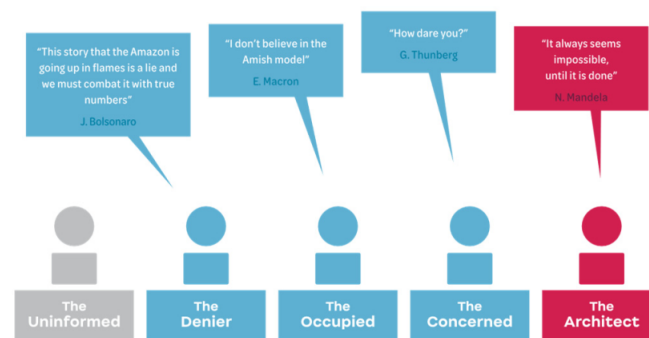 “This story that the Amazon is
going up in flames is a lie and
we must combat it with true
numbers”
J. Bolsonaro
“I don’t believe in the
Amish model”
E. Macron
“How dare you?”
G. Thunberg
“It always seems
impossible,
until it is done”
N. Mandela
The
Uninformed
The
Denier
The
Occupied
The
Concerned
The
Architect